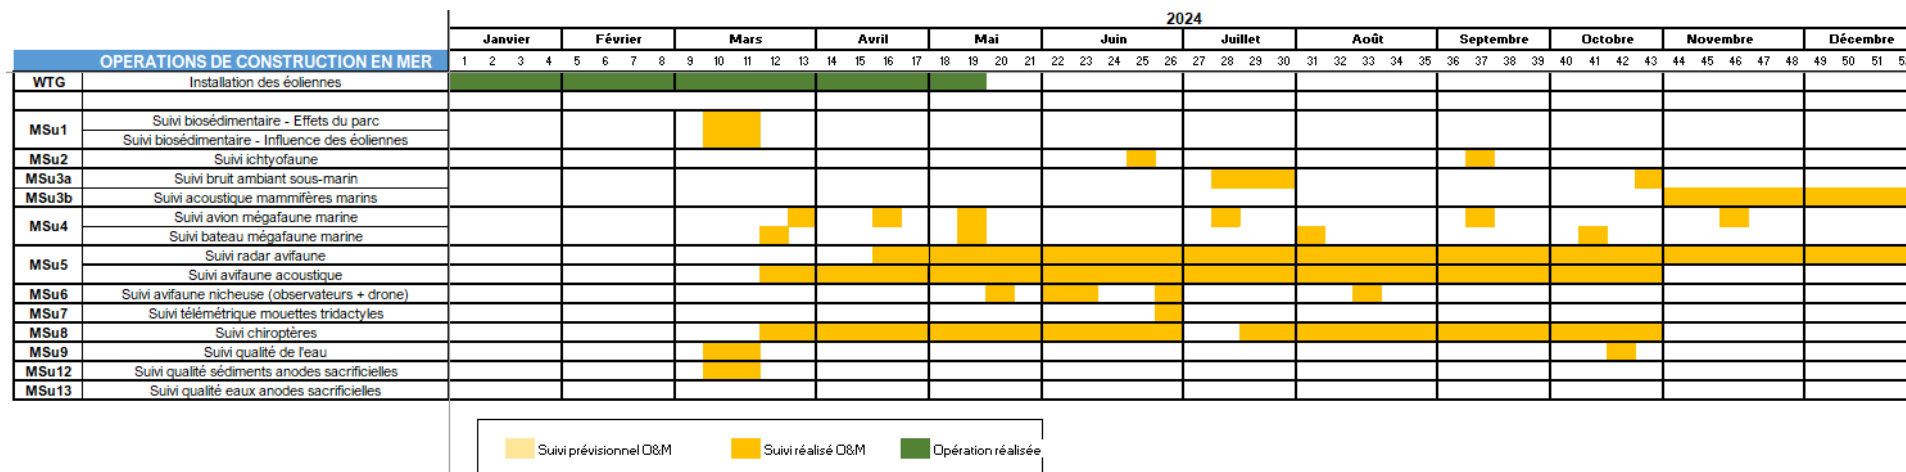 2024
Janvier Février Mars Avril Mai Juin Juillet Août Septembre Octobre Novembre Décembre
OPERATIONS DE CONSTRUCTION EN MER 1 2 3 4 5 6 7 8 9 10 11 12 13 14 15 16 17 18 19 20 21 22 23 24 25 26 27 28 29 30 31 32 33 34 35 36 37 38 39 40 41 42 43 44 45 46 47 48 49 50 51
WTG Installation des éoliennes
MSu1 Suivi biosédimentaire - Effets du parc
Suivi biosédimentaire - Influence des éoliennes
MSu2 Suivi ichtyofaune
MSu3a Suivi bruit ambiant sous-marin
MSu3b Suivi acoustique mammifères marins
MSu4 Suivi avion mégafaune marine
Suivi bateau mégafaune marine
MSu5 Suivi radar avifaune
Suivi avifaune acoustique
MSu6 Suivi avifaune nicheuse (observateurs + drone)
MSu7 Suivi télémétrique mouettes tridactyles
MSu8 Suivi chiroptères
MSu9 Suivi qualité de l'eau
MSu12 Suivi qualité sédiments anodes sacrificielles
MSu13 Suivi qualité eaux anodes sacrificielles
Suivi prévisionnel O&M Suivi réalisé O&M Opération réalisée